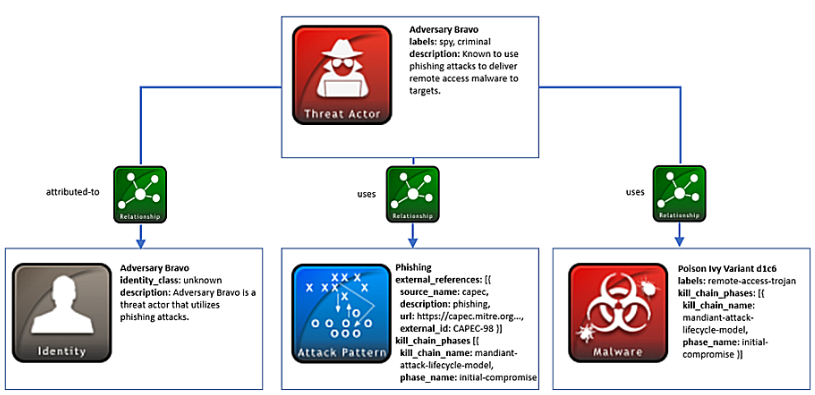 Adversary Bravo
labels: spy, criminal
description: Known to use
phishing attacks to deliver
remote access malware to
targets.
Threat Actor
attributed-to
Relationship
uses
Relationship
uses
Relationship
Adversary Bravo
identity_class: unknown
description: Adversary Bravo is a
threat actor that utilizes
phishing attacks.
Identity
Phishing
external_references: [{
source_name: capec,
description: phishing,
url: https://capec.mitre.org...,
external_id: CAPEC-98 }]
kill_chain_phases [{
kill_chain_name: mandiant-
attack-lifecycle-model,
phase_name: initial-compromise
X X X
X X X X
X
O
O O O O
O O O
Attack Pattern
Poison Ivy Variant d1c6
labels: remote-access-trojan
kill_chain_phases: [{
kill_chain_name:
mandiant-attack-
lifecycle-model,
phase_name: initial-
compromise }]
Malware